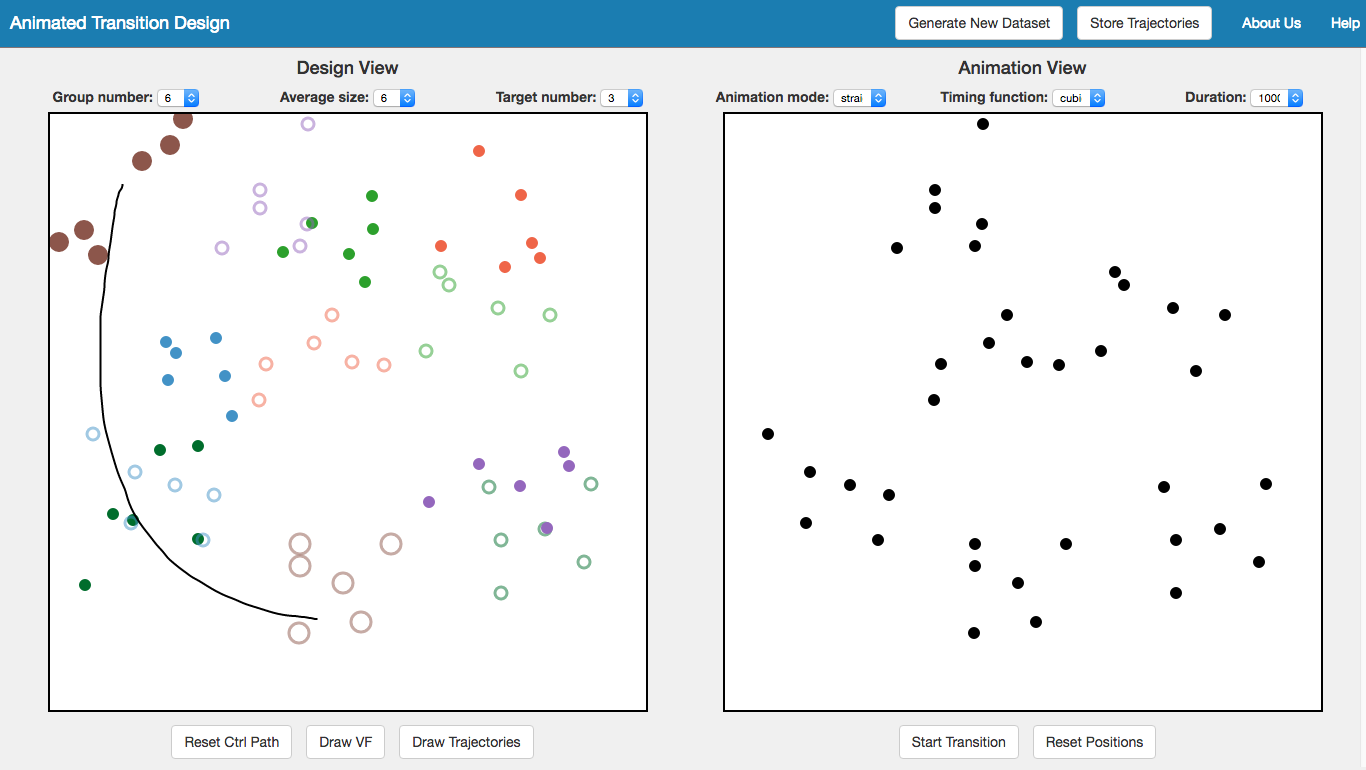 Animated Transition Design Generate New Dataset Store Trajectories About Us Help
Design View Animation View
Group number: 6 Average size: 6 Target number: 3 Animation mode: strai Timing function: cubi Duration: 1000
Reset Ctrl Path Draw VF Draw Trajectories Start Transition Reset Positions